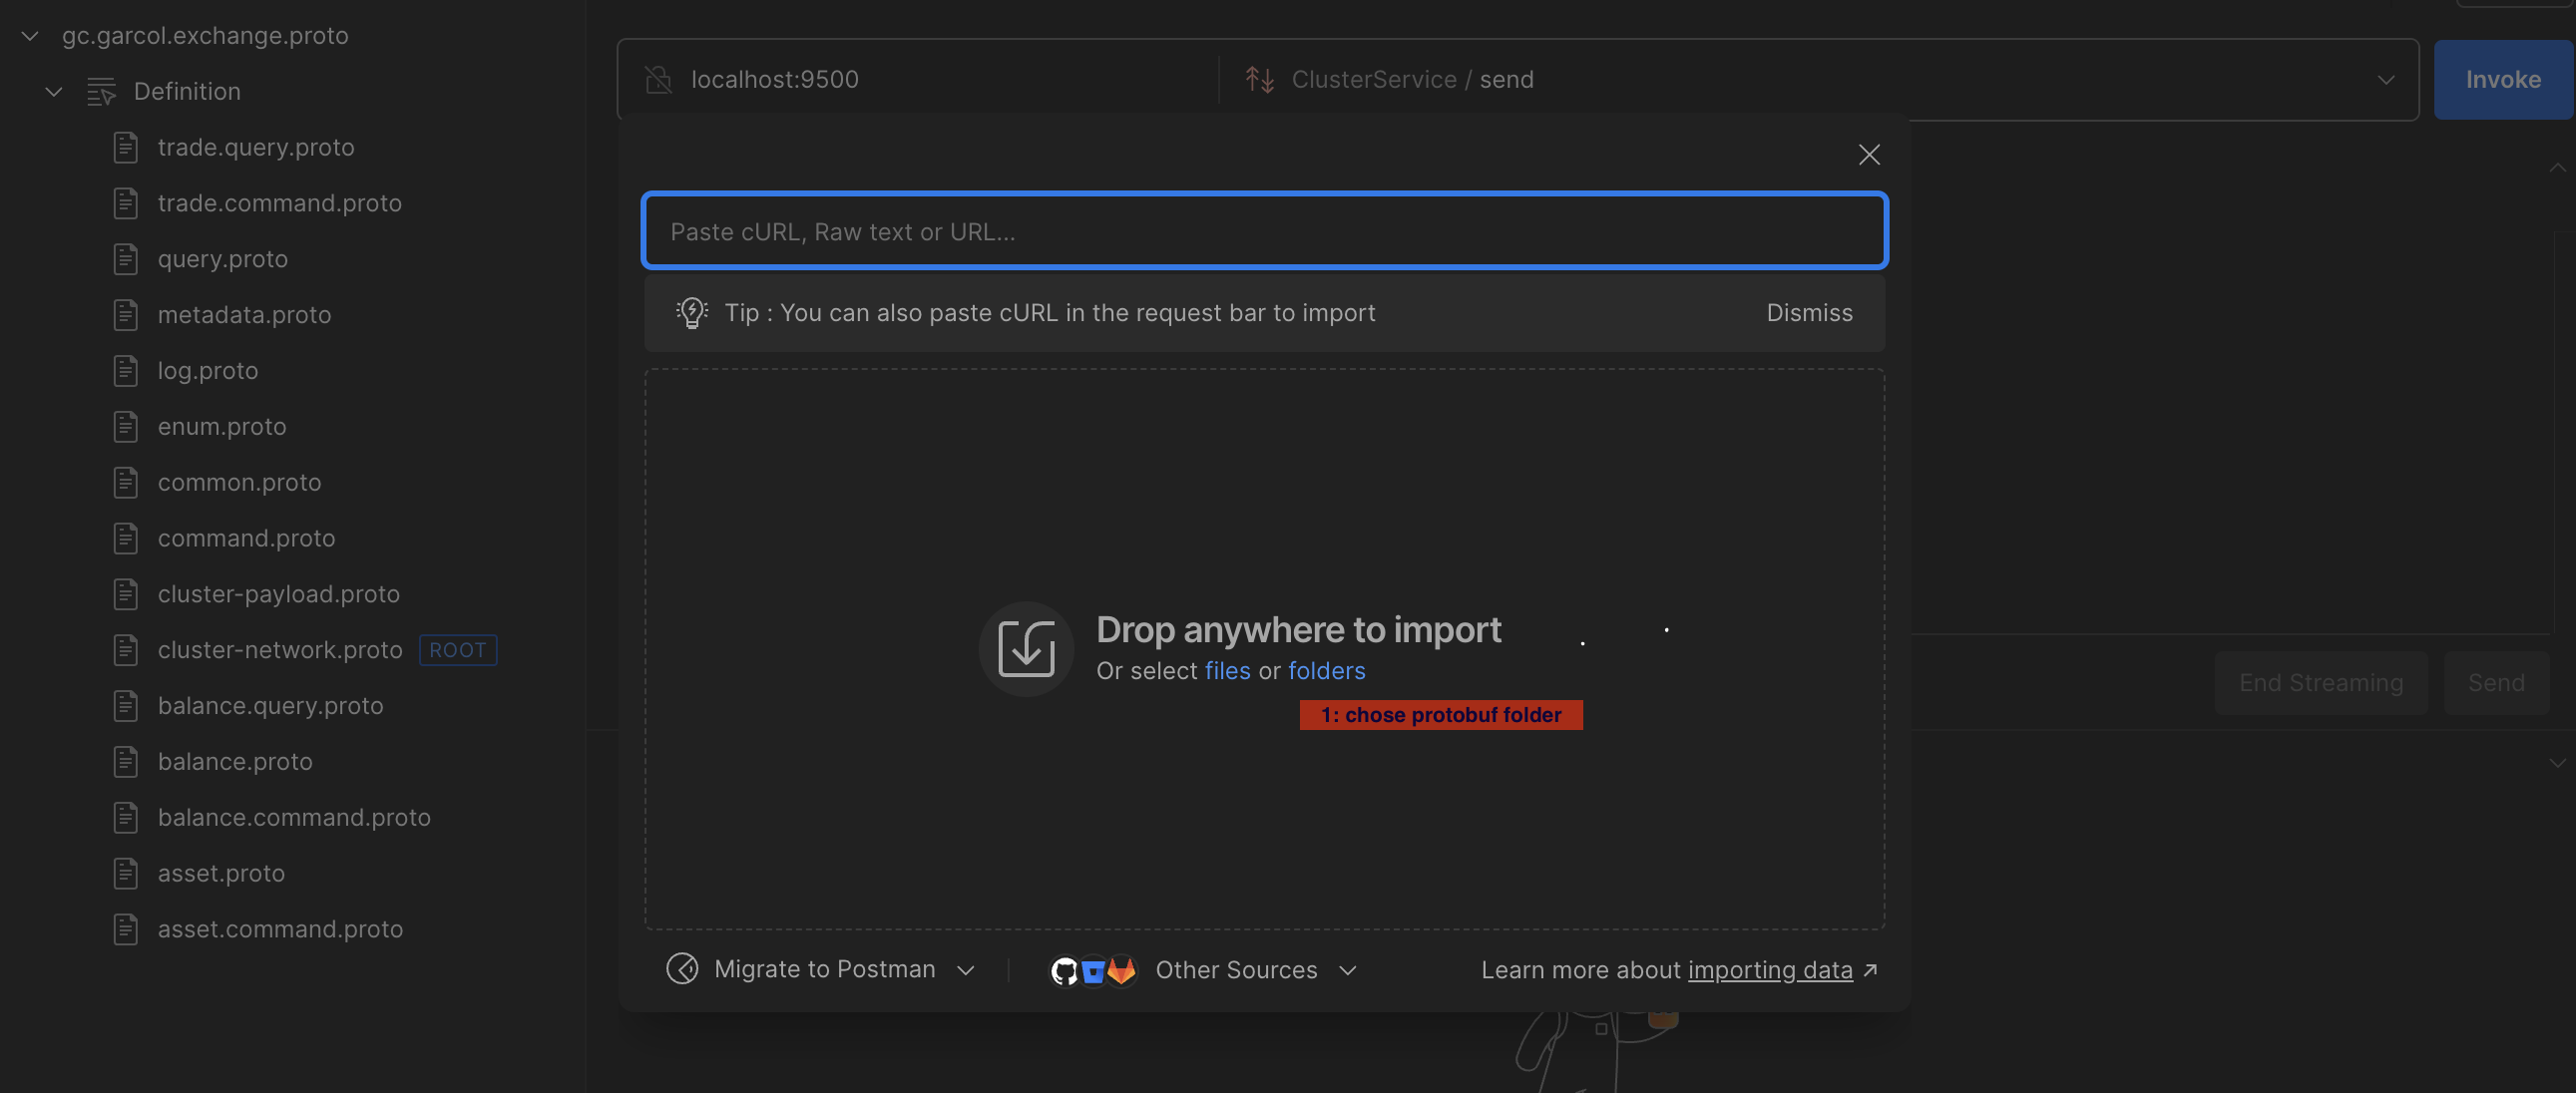 gc.garcol.exchange.proto
Definition
trade.query.proto
trade.command.proto
query.proto
metadata.proto
log.proto
enum.proto
common.proto
command.proto
cluster-payload.proto
cluster-network.proto ROOT
balance.query.proto
balance.proto
balance.command.proto
asset.proto
asset.command.proto
localhost:9500 ClusterService / send Invoke
Paste cURL, Raw text or URL...
Tip : You can also paste cURL in the request bar to import Dismiss
Drop anywhere to import
Or select files or folders
1: chose protobuf folder
End Streaming Send
Migrate to Postman Other Sources Learn more about importing data ↗